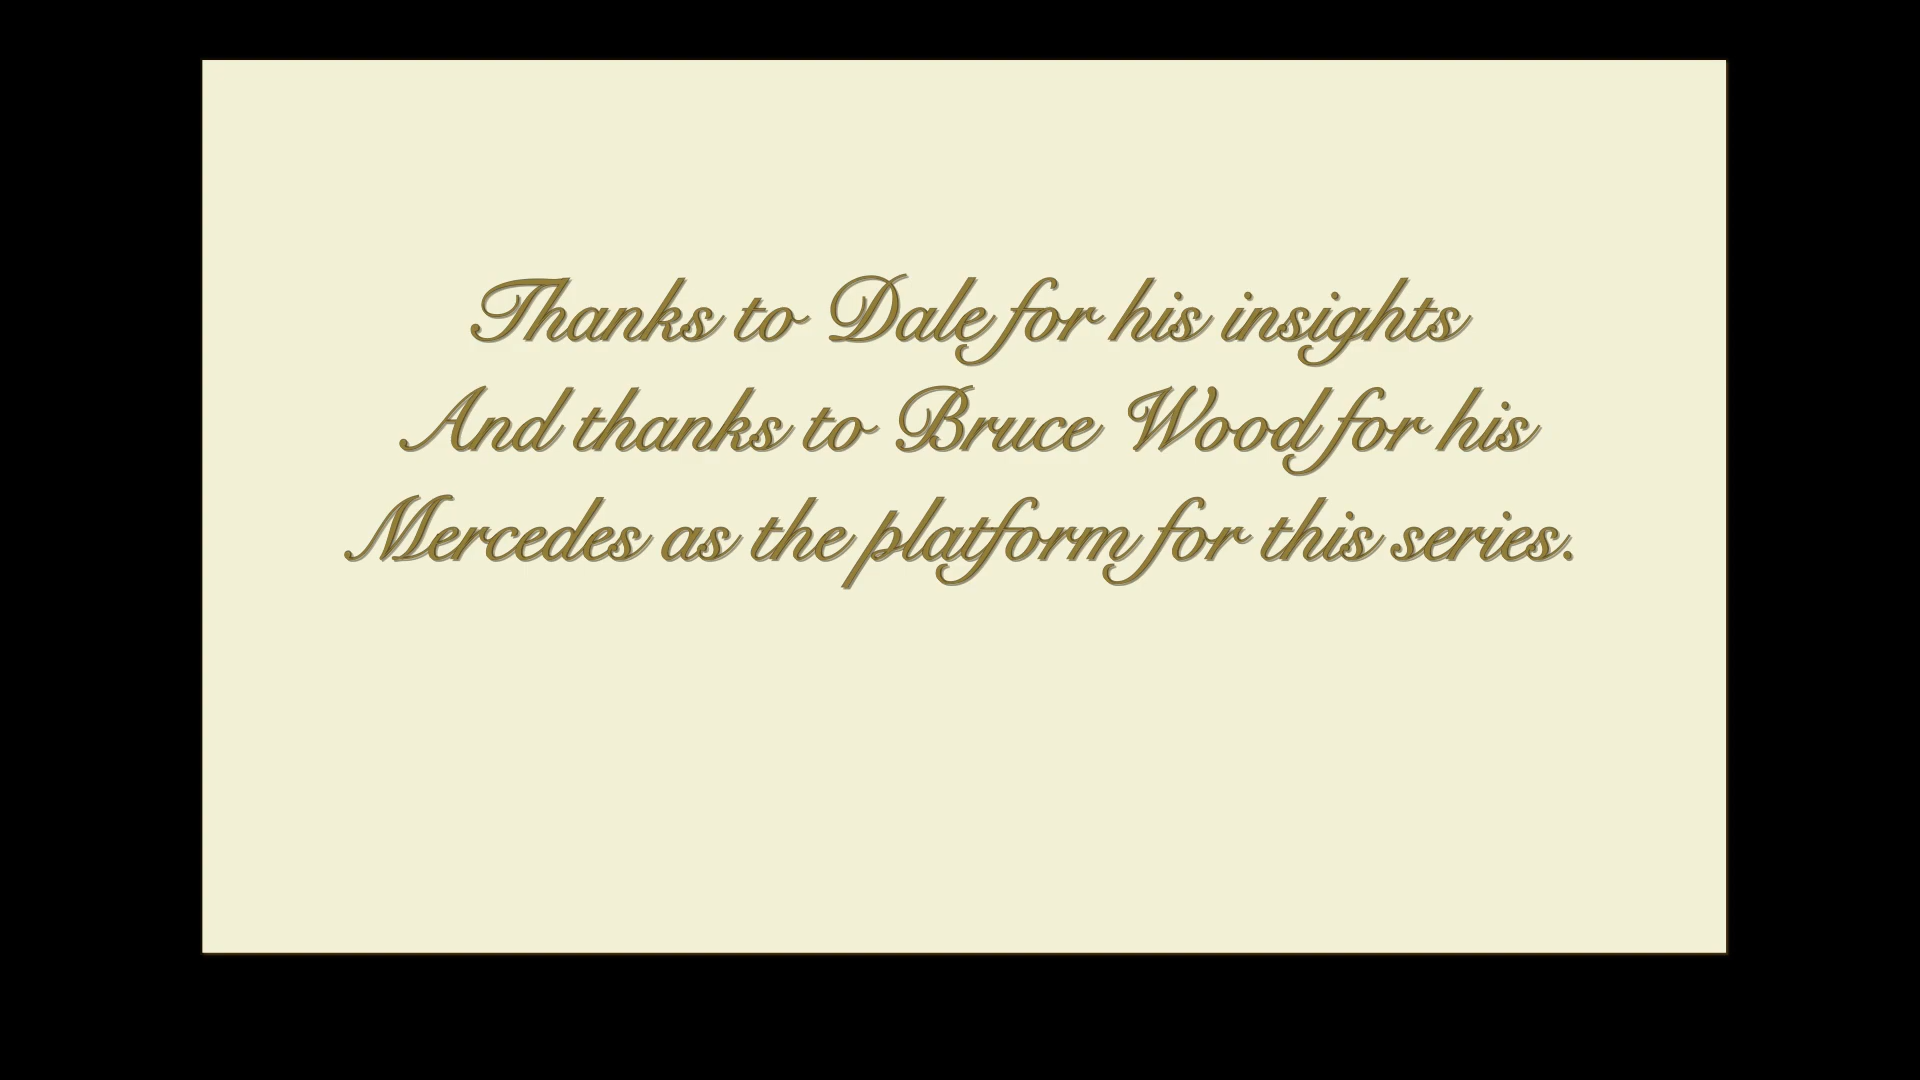 Thanks to Dale for his insights
And thanks to Bruce Wood for his
Mercedes as the platform for this series.